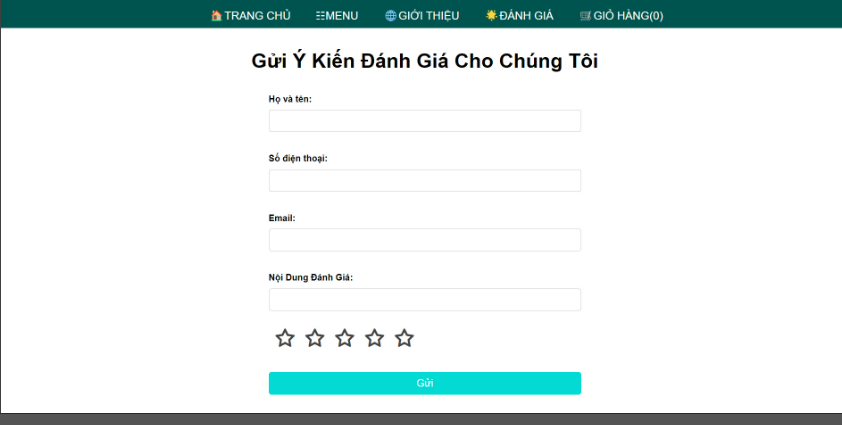 🏠TRANG CHỦ ☷MENU 🌐GIỚI THIỆU 🌟ĐÁNH GIÁ 🛒GIỎ HÀNG(0)
Gửi Ý Kiến Đánh Giá Cho Chúng Tôi
Họ và tên:
Số điện thoại:
Email:
Nội Dung Đánh Giá:
Gửi